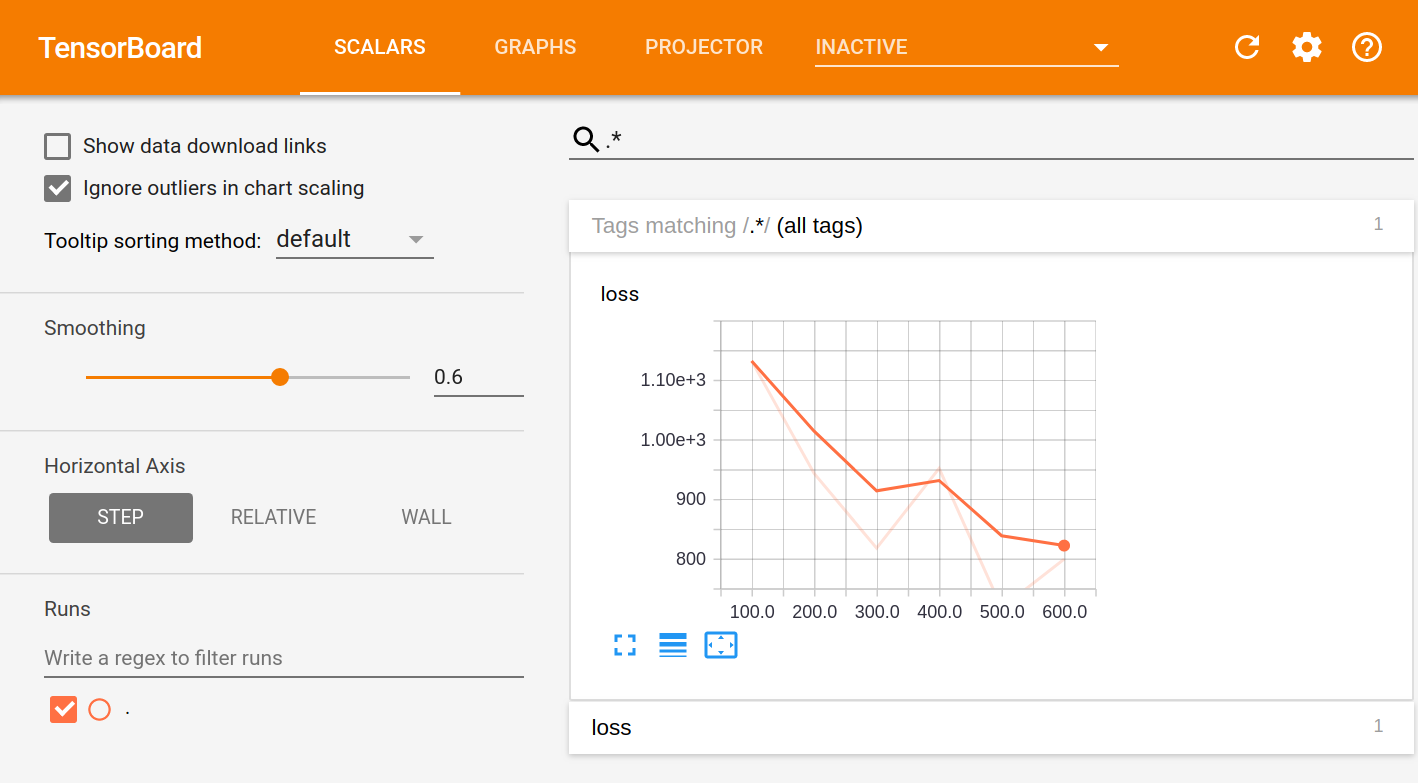 TensorBoard SCALARS GRAPHS PROJECTOR INACTIVE
Show data download links
Ignore outliers in chart scaling
Tooltip sorting method: default
Smoothing
0.6
Horizontal Axis
STEP RELATIVE WALL
Runs
Write a regex to filter runs
.
.*
Tags matching /.*/ (all tags) 1
loss
1.10e+3
1.00e+3
900
800
100.0 200.0 300.0 400.0 500.0 600.0
loss 1